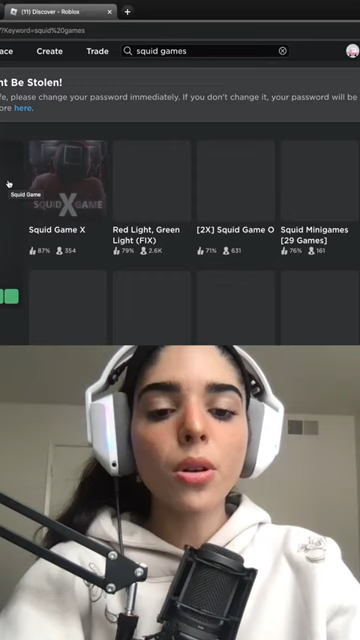 (11) Discover - Roblox
?Keyword=squid%20games
ace Create Trade squid games
nt Be Stolen!
fe, please change your password immediately. If you don't change it, your password will be
ore here.
Squid Game
SQUID X GAME
Squid Game X
87% 354
Red Light, Green
Light (FIX)
79% 2.6K
[2X] Squid Game O
71% 631
Squid Minigames
[29 Games]
76% 161